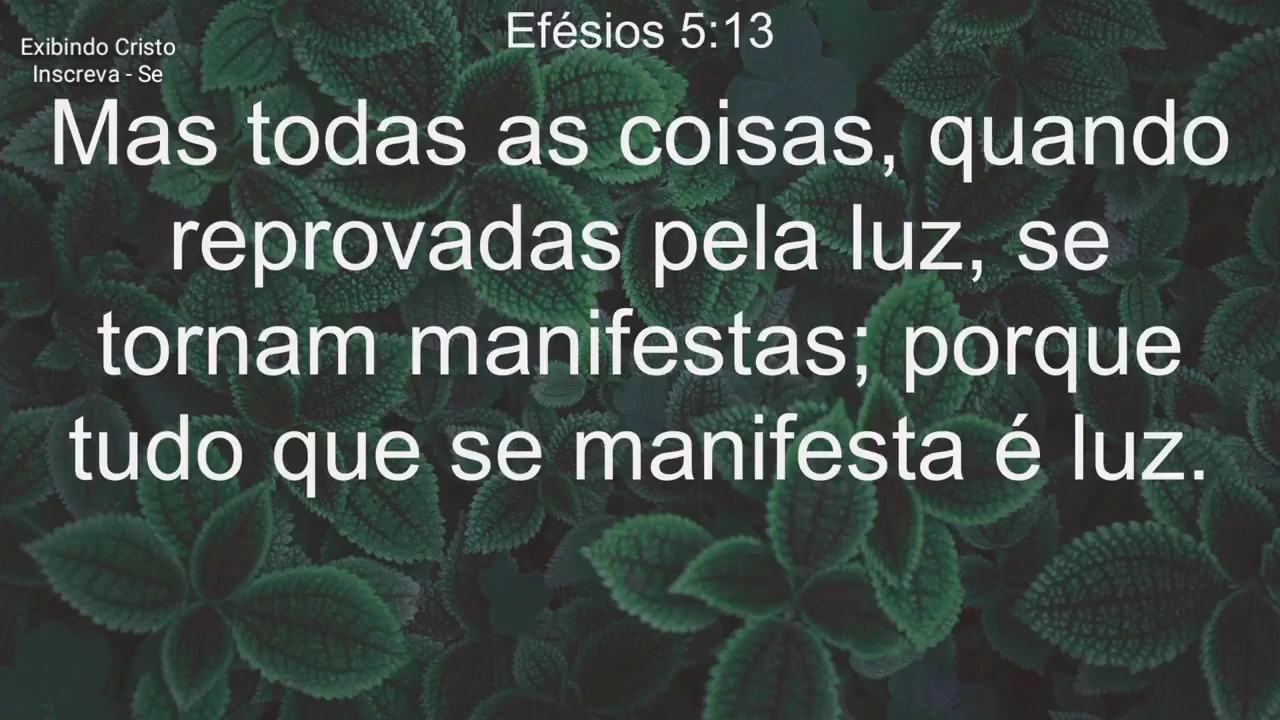 Efésios 5:13
Exibindo Cristo
Inscreva - Se
Mas todas as coisas, quando
reprovadas pela luz, se
tornam manifestas; porque
tudo que se manifesta é luz.